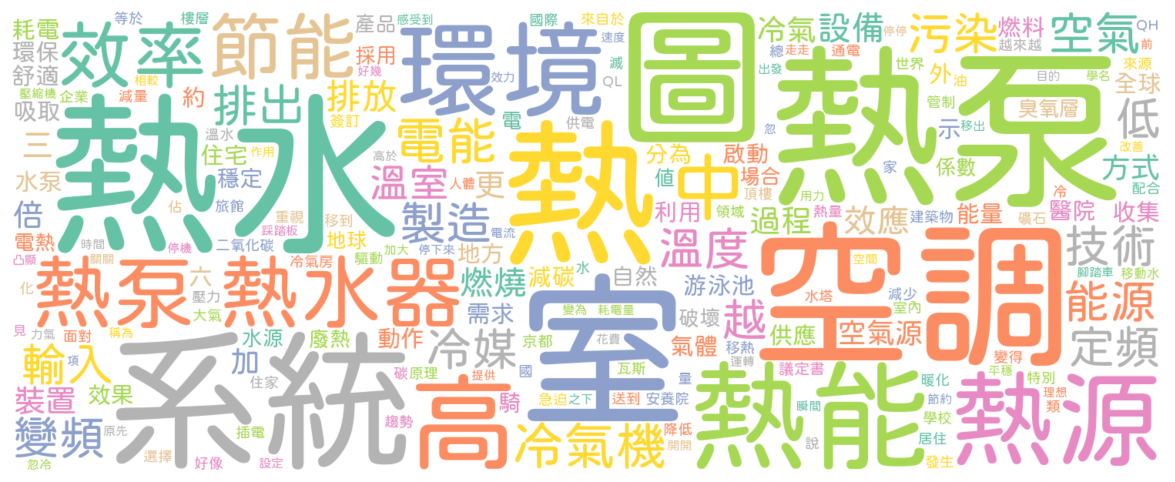 耗電 等於 樓層 效率 節能 產品 感受到 國際 環境 來自於 速度 圖 冷氣 設備 停停 污染 燃料 越來越 空氣 QH 前
環保 舒適 採用 好幾 效力 減 QL 總 走走 通電 出發 世界 熱泵 外 油 目的 學名 來源 全球
壓縮機 企業 相較 減量 約 排放 簽訂 電 供電 忽 管制 移出 示 臭氧層 低 改善
吸取 排出 熱水 溫水 電能 熱 分為 啟動 家 係數 方式 配合
三 住宅 作用 高於 溫室 人體 更 值 中 場合 頂樓 用力 冷
水泵 穩定 倍 佔 旅館 重視 踩踏板 移到 製造 電流 利用 領域 過程 熱量 效應 建築物 能量 礦石 醫院 收集
電熱 時間 凸顯 開關 停機 二氧化碳 冷氣房 地球 驅動 加大 停下來 地方 溫度 空調 空間 技術
化 熱泵 六 壓力 大氣 熱水器 燃燒 減碳 水 自然 游泳池 水塔 減少 室內 腳踏車 移動水 能源
見 力氣 面對 稱為 水源 廢熱 動作 需求 室 變為 耗電量 破壞 越 供應 空氣源 變得 定頻
輸入 項 系統 加 住家 碳 原理 冷媒 京都 花費 氣體 移熱 運轉 議定書 平穩 特別
裝置 效果 提供 高 騎 國 瓦斯 量 急迫 之下 送到 安養院 熱能 瞬間 暖化 節約 理想 類 熱源
變頻 原先 插電 趨勢 冷氣機 降低 學校 居住
忽冷 選擇 好像 設定 開開 說 發生